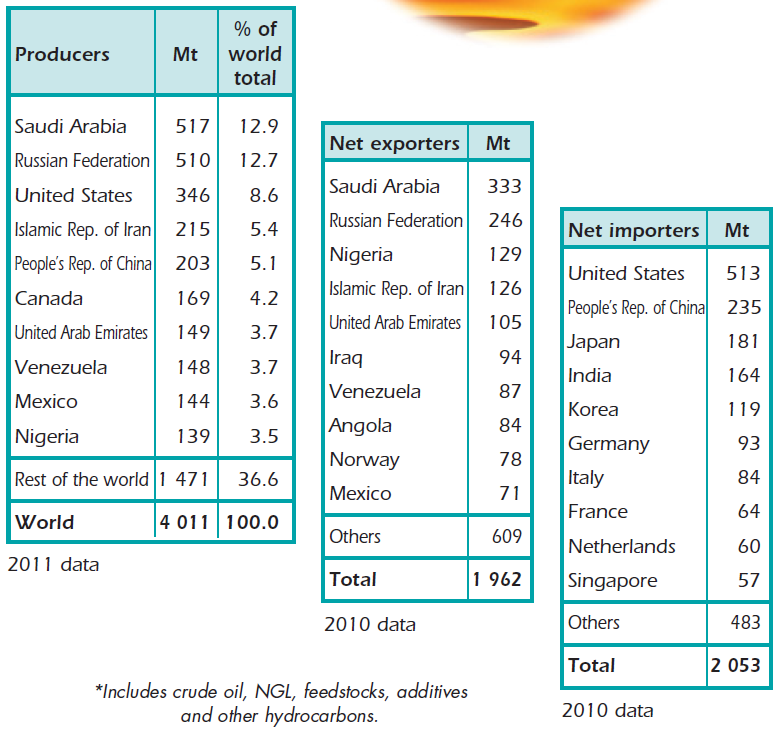 Producers Mt % of world total
Saudi Arabia 517 12.9
Russian Federation 510 12.7
United States 346 8.6
Islamic Rep. of Iran 215 5.4
People's Rep. of China 203 5.1
Canada 169 4.2
United Arab Emirates 149 3.7
Venezuela 148 3.7
Mexico 144 3.6
Nigeria 139 3.5
Rest of the world 1 471 36.6
World 4 011 100.0
2011 data
Net exporters Mt
Saudi Arabia 333
Russian Federation 246
Nigeria 129
Islamic Rep. of Iran 126
United Arab Emirates 105
Iraq 94
Venezuela 87
Angola 84
Norway 78
Mexico 71
Others 609
Total 1 962
2010 data
Net importers Mt
United States 513
People's Rep. of China 235
Japan 181
India 164
Korea 119
Germany 93
Italy 84
France 64
Netherlands 60
Singapore 57
Others 483
Total 2 053
2010 data
*Includes crude oil, NGL, feedstocks, additives
and other hydrocarbons.